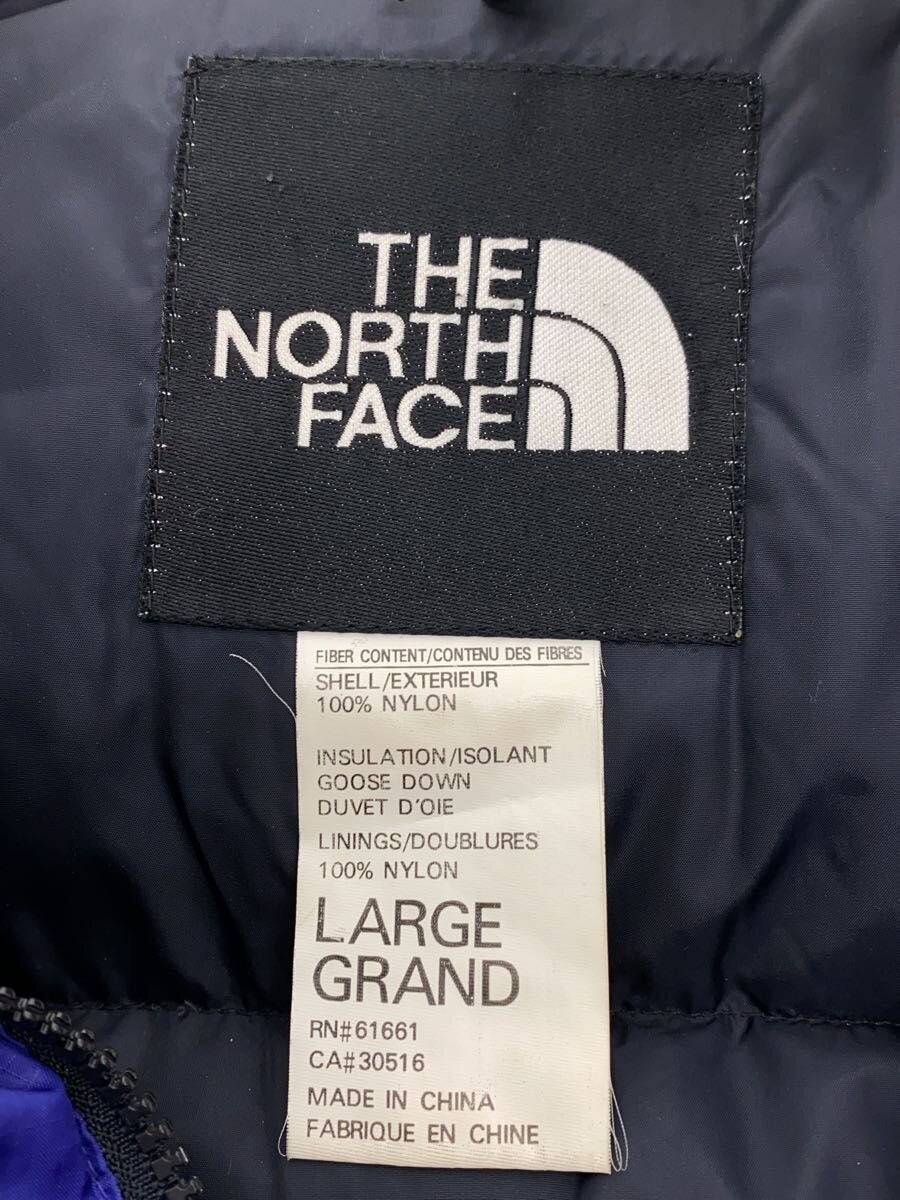 THE
NORTH
FACE
FIBER CONTENT/CONTENU DES FIBRES
SHELL/EXTERIEUR
100% NYLON
INSULATION/ISOLANT
GOOSE DOWN
DUVET D'OIE
LININGS/DOUBLURES
100% NYLON
LARGE
GRAND
RN#61661
CA#30516
MADE IN CHINA
FABRIQUE EN CHINE